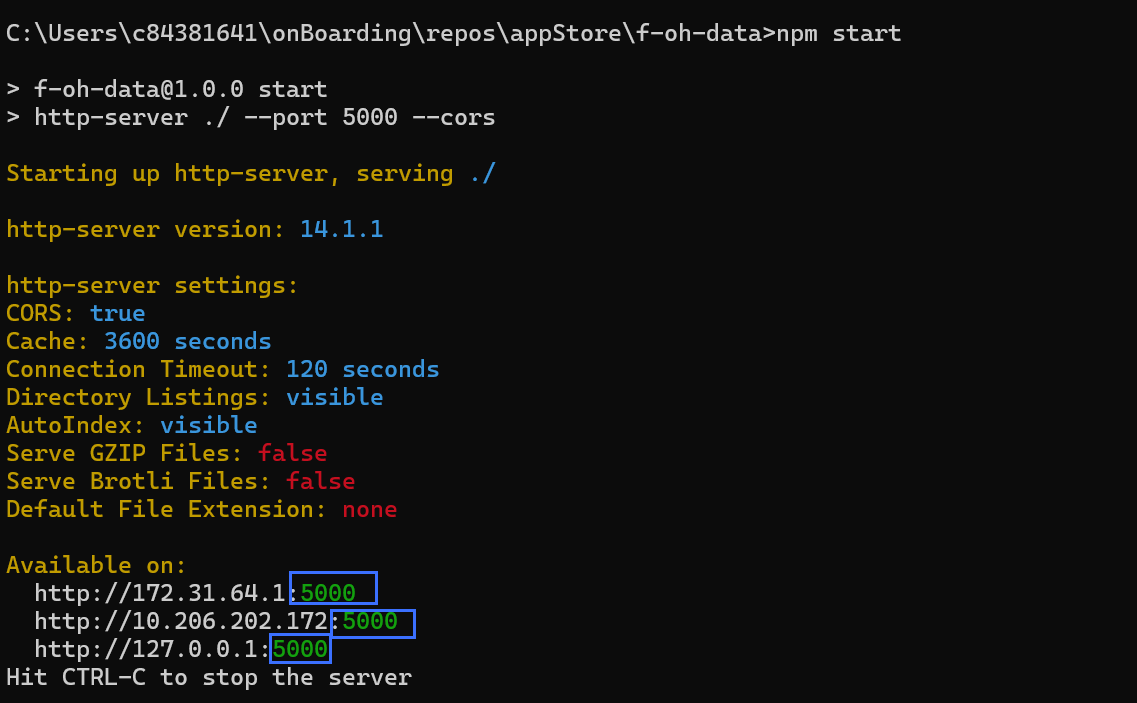 C:\Users\c84381641\onBoarding\repos\appStore\f-oh-data>npm start
> f-oh-data@1.0.0 start
> http-server ./ --port 5000 --cors
Starting up http-server, serving ./
http-server version: 14.1.1
http-server settings:
CORS: true
Cache: 3600 seconds
Connection Timeout: 120 seconds
Directory Listings: visible
AutoIndex: visible
Serve GZIP Files: false
Serve Brotli Files: false
Default File Extension: none
Available on:
http://172.31.64.1:5000
http://10.206.202.172:5000
http://127.0.0.1:5000
Hit CTRL-C to stop the server